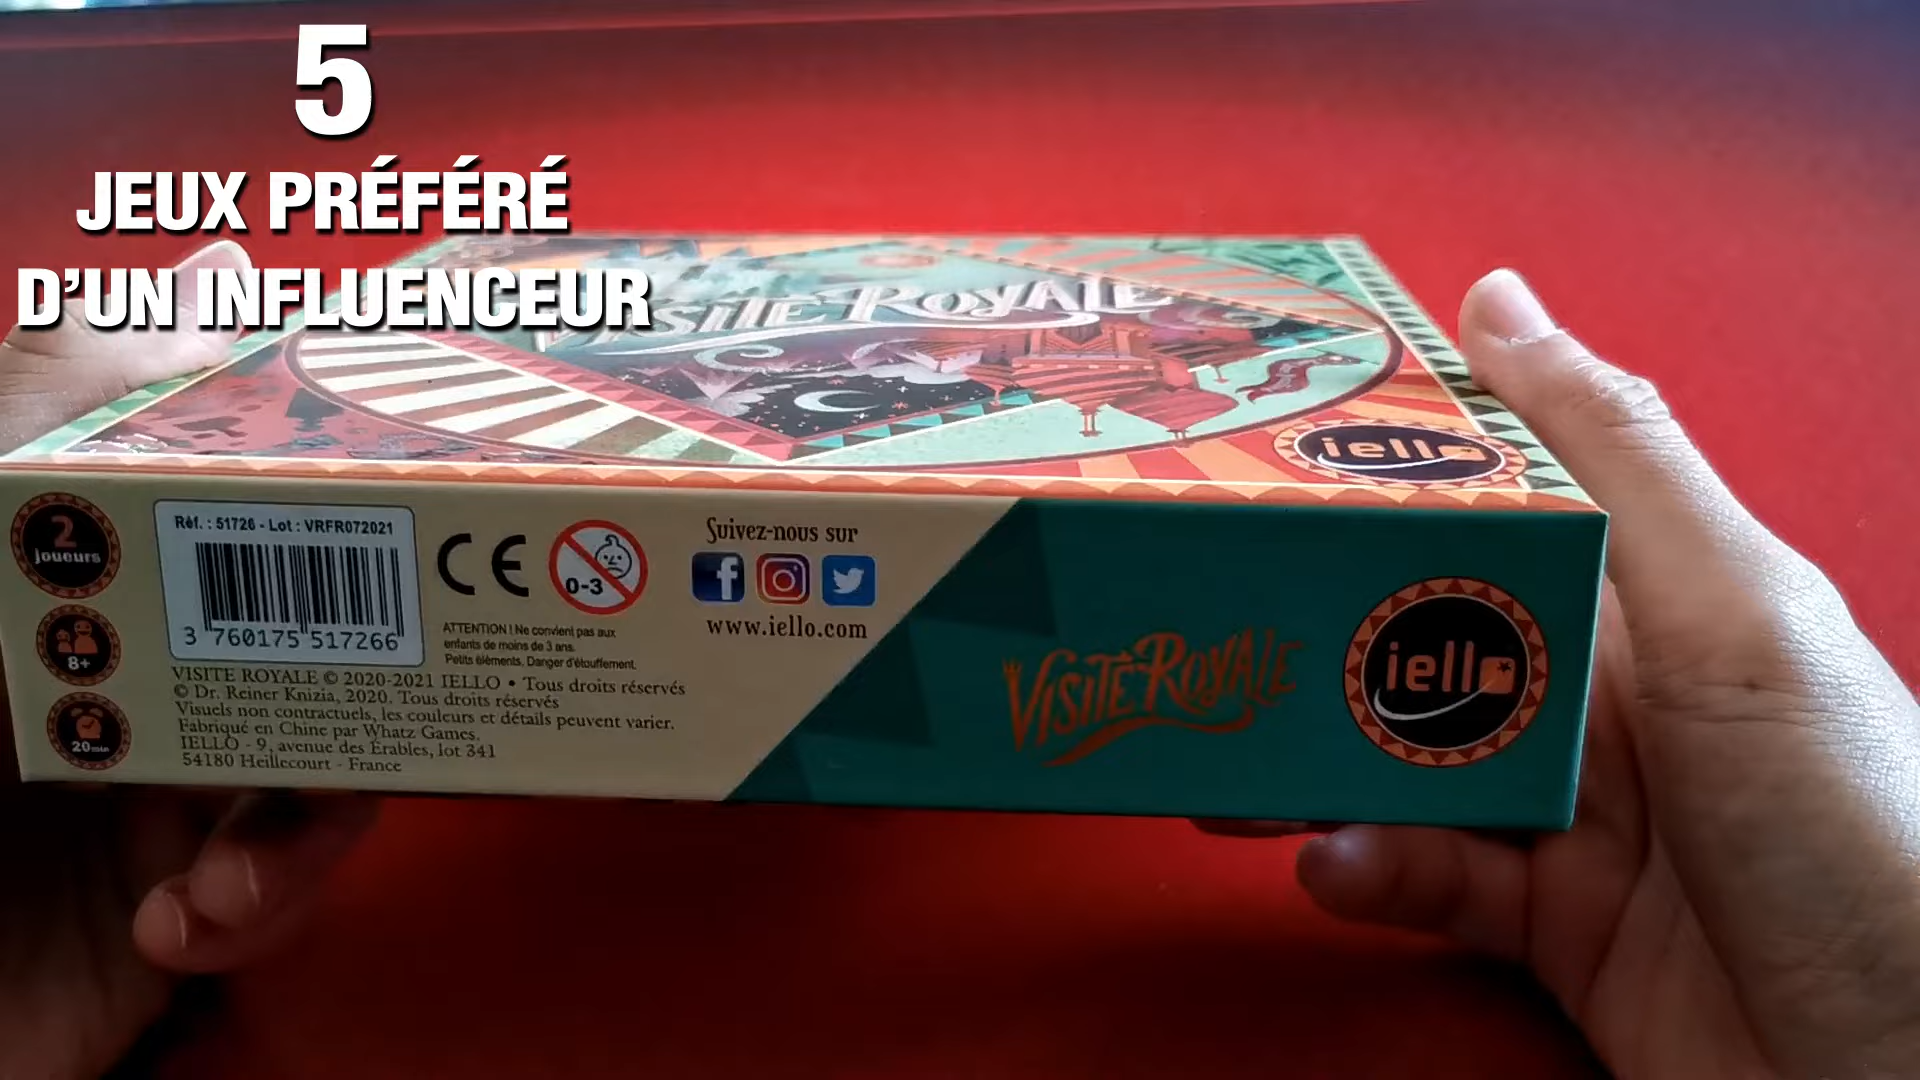 5
JEUX PRÉFÉRÉ
D'UN INFLUENCEUR
VISITE ROYALE
iello
2
joueurs
8+
20 min
Réf. : 51726 - Lot : VRFR072021
3 760175 517266
CE
0-3
ATTENTION ! Ne convient pas aux
enfants de moins de 3 ans.
Petits éléments. Danger d'étouffement.
Suivez-nous sur
www.iello.com
VISITE ROYALE © 2020-2021 IELLO • Tous droits réservés
© Dr. Reiner Knizia, 2020. Tous droits réservés
Visuels non contractuels, les couleurs et détails peuvent varier.
Fabriqué en Chine par Whatz Games.
IELLO - 9, avenue des Érables, lot 341
54180 Heillecourt - France
VISITE ROYALE
iello